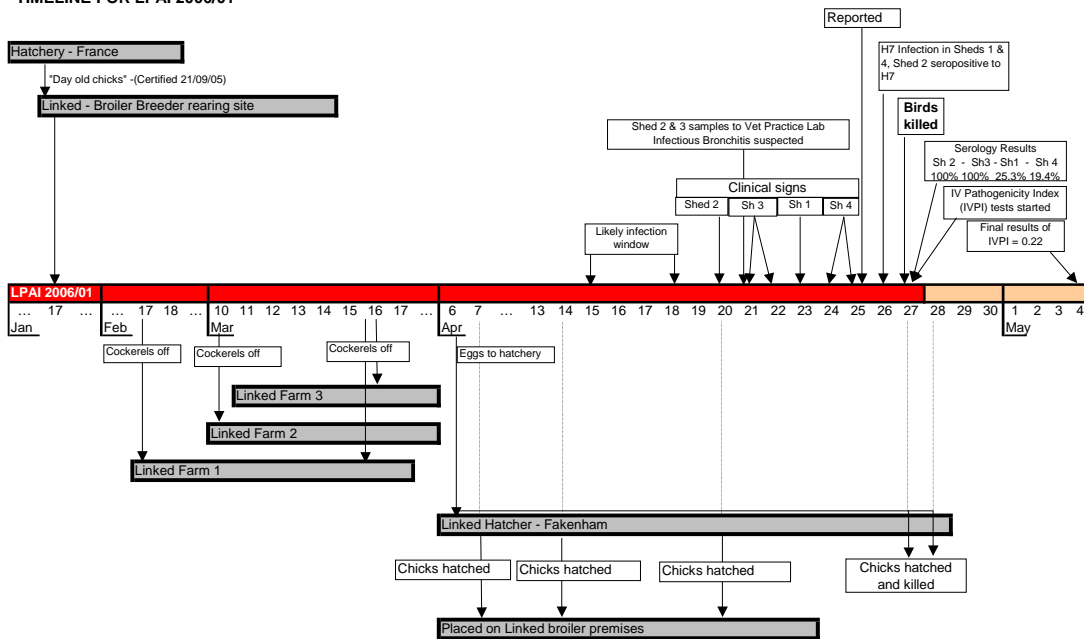 Reported
Hatchery - France
H7 Infection in Sheds 1 &
4, Shed 2 seropositive to
H7
"Day old chicks" -(Certified 21/09/05)
Linked - Broiler Breeder rearing site
Birds
killed
Shed 2 & 3 samples to Vet Practice Lab
Infectious Bronchitis suspected
Serology Results
Sh 2 - Sh3 - Sh1 - Sh 4
100% 100% 25.3% 19.4%
Clinical signs
Shed 2 Sh 3 Sh 1 Sh 4
IV Pathogenicity Index
(IVPI) tests started
Likely infection
window
Final results of
IVPI = 0.22
LPAI 2006/01
... 17 ... ... 17 18 ... 10 11 12 13 14 15 16 17 ... 6 7 ... 13 14 15 16 17 18 19 20 21 22 23 24 25 26 27 28 29 30 1 2 3 4
Jan Feb Mar Apr May
Cockerels off
Cockerels off
Cockerels off
Eggs to hatchery
Linked Farm 3
Linked Farm 2
Linked Farm 1
Linked Hatcher - Fakenham
Chicks hatched
Chicks hatched
Chicks hatched
Chicks hatched
and killed
Placed on Linked broiler premises